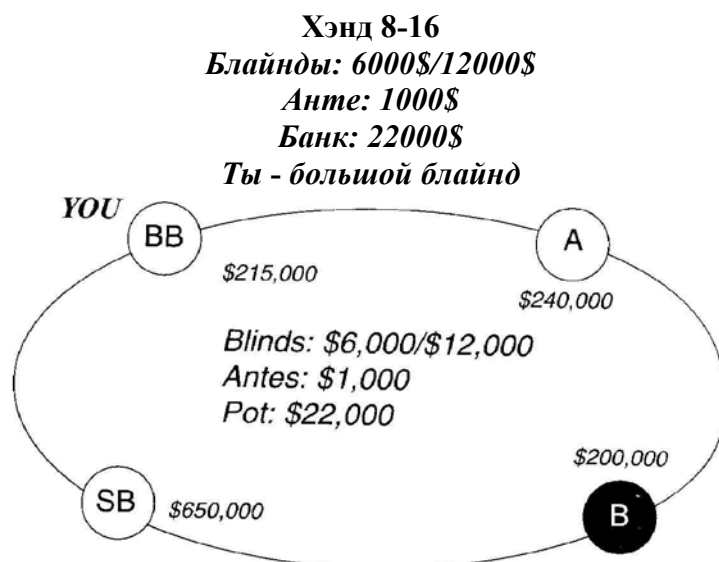 Хэнд 8-16
Блайнды: 6000$/12000$
Анте: 1000$
Банк: 22000$
Ты - большой блайнд
YOU
BB
A
$215,000
$240,000
Blinds: $6,000/$12,000
Antes: $1,000
Pot: $22,000
$200,000
SB
$650,000
B